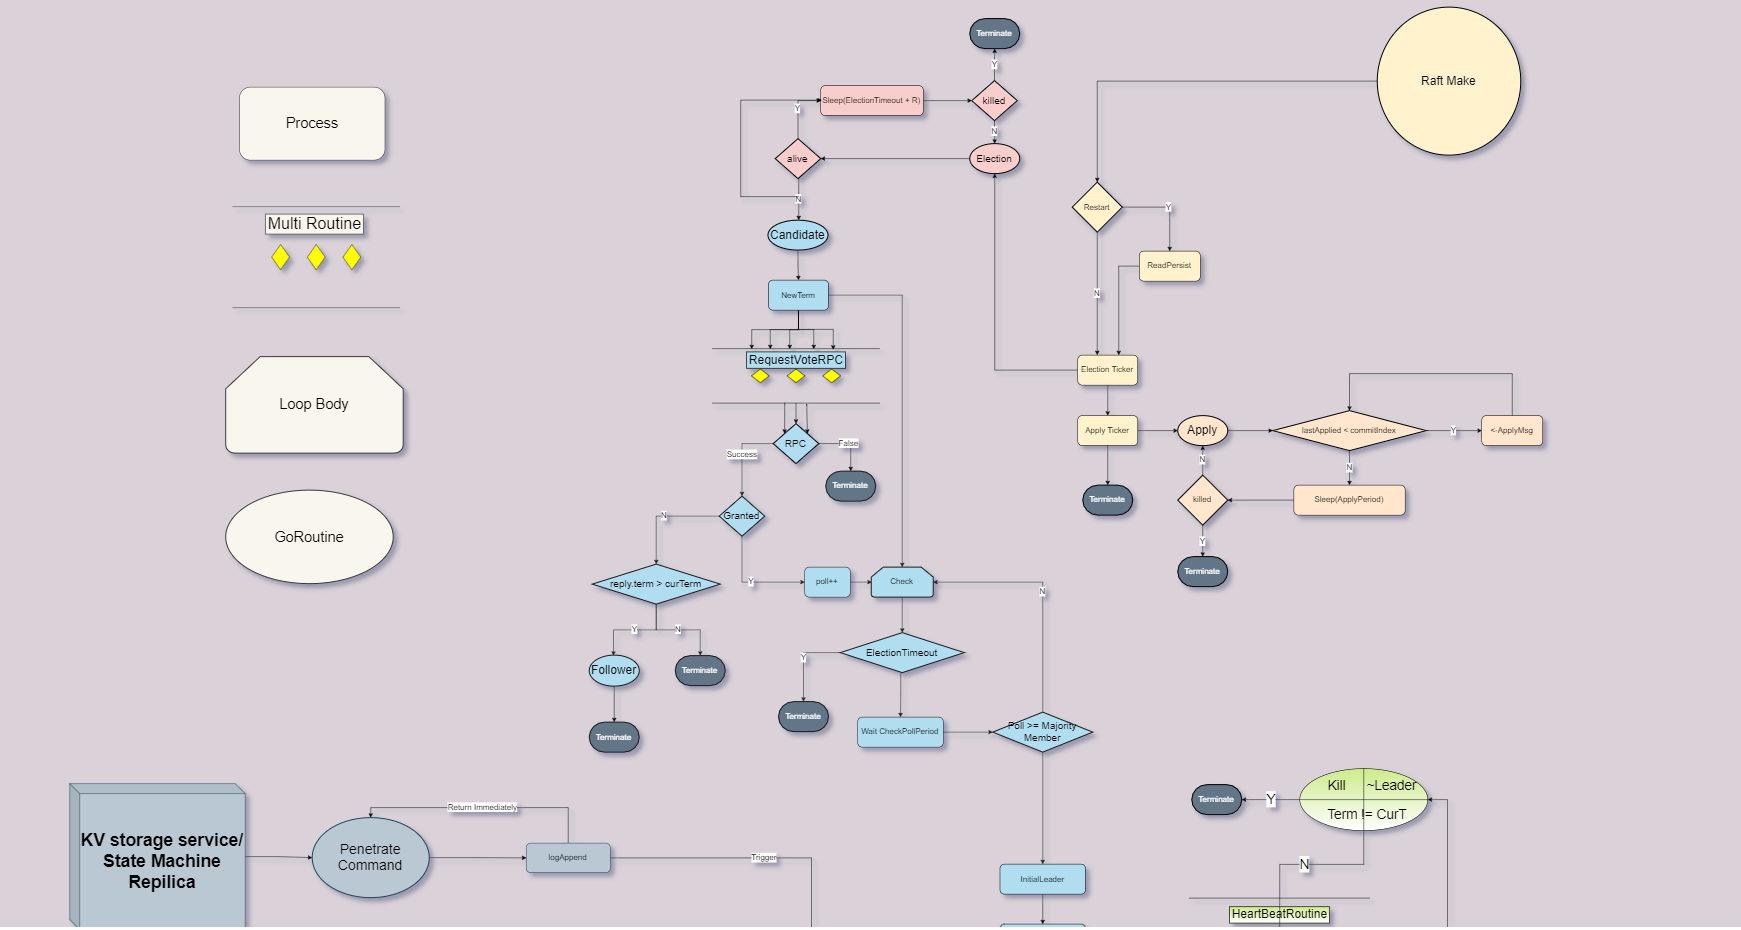 Terminate
Raft Make
Y
Sleep(ElectionTimeout + R)
killed
Y
N
Process
alive
Election
N
Restart
Y
Multi Routine
Candidate
ReadPersist
NewTerm
N
RequestVoteRPC
Election Ticker
Loop Body
Apply Ticker
Apply
lastApplied < commitIndex
Y
<-ApplyMsg
RPC
False
Success
N
N
Terminate
Terminate
killed
Sleep(ApplyPeriod)
Granted
N
GoRoutine
Y
Terminate
reply.term > curTerm
Y
poll++
Check
N
Y
N
ElectionTimeout
Y
Follower
Terminate
Terminate
Terminate
Wait CheckPollPeriod
Poll >= Majority
Member
Kill
~Leader
Terminate
Y
Term != CurT
Return Immediately
KV storage service/
State Machine
Repilica
Penetrate
Command
logAppend
Trigger
N
InitialLeader
HeartBeatRoutine